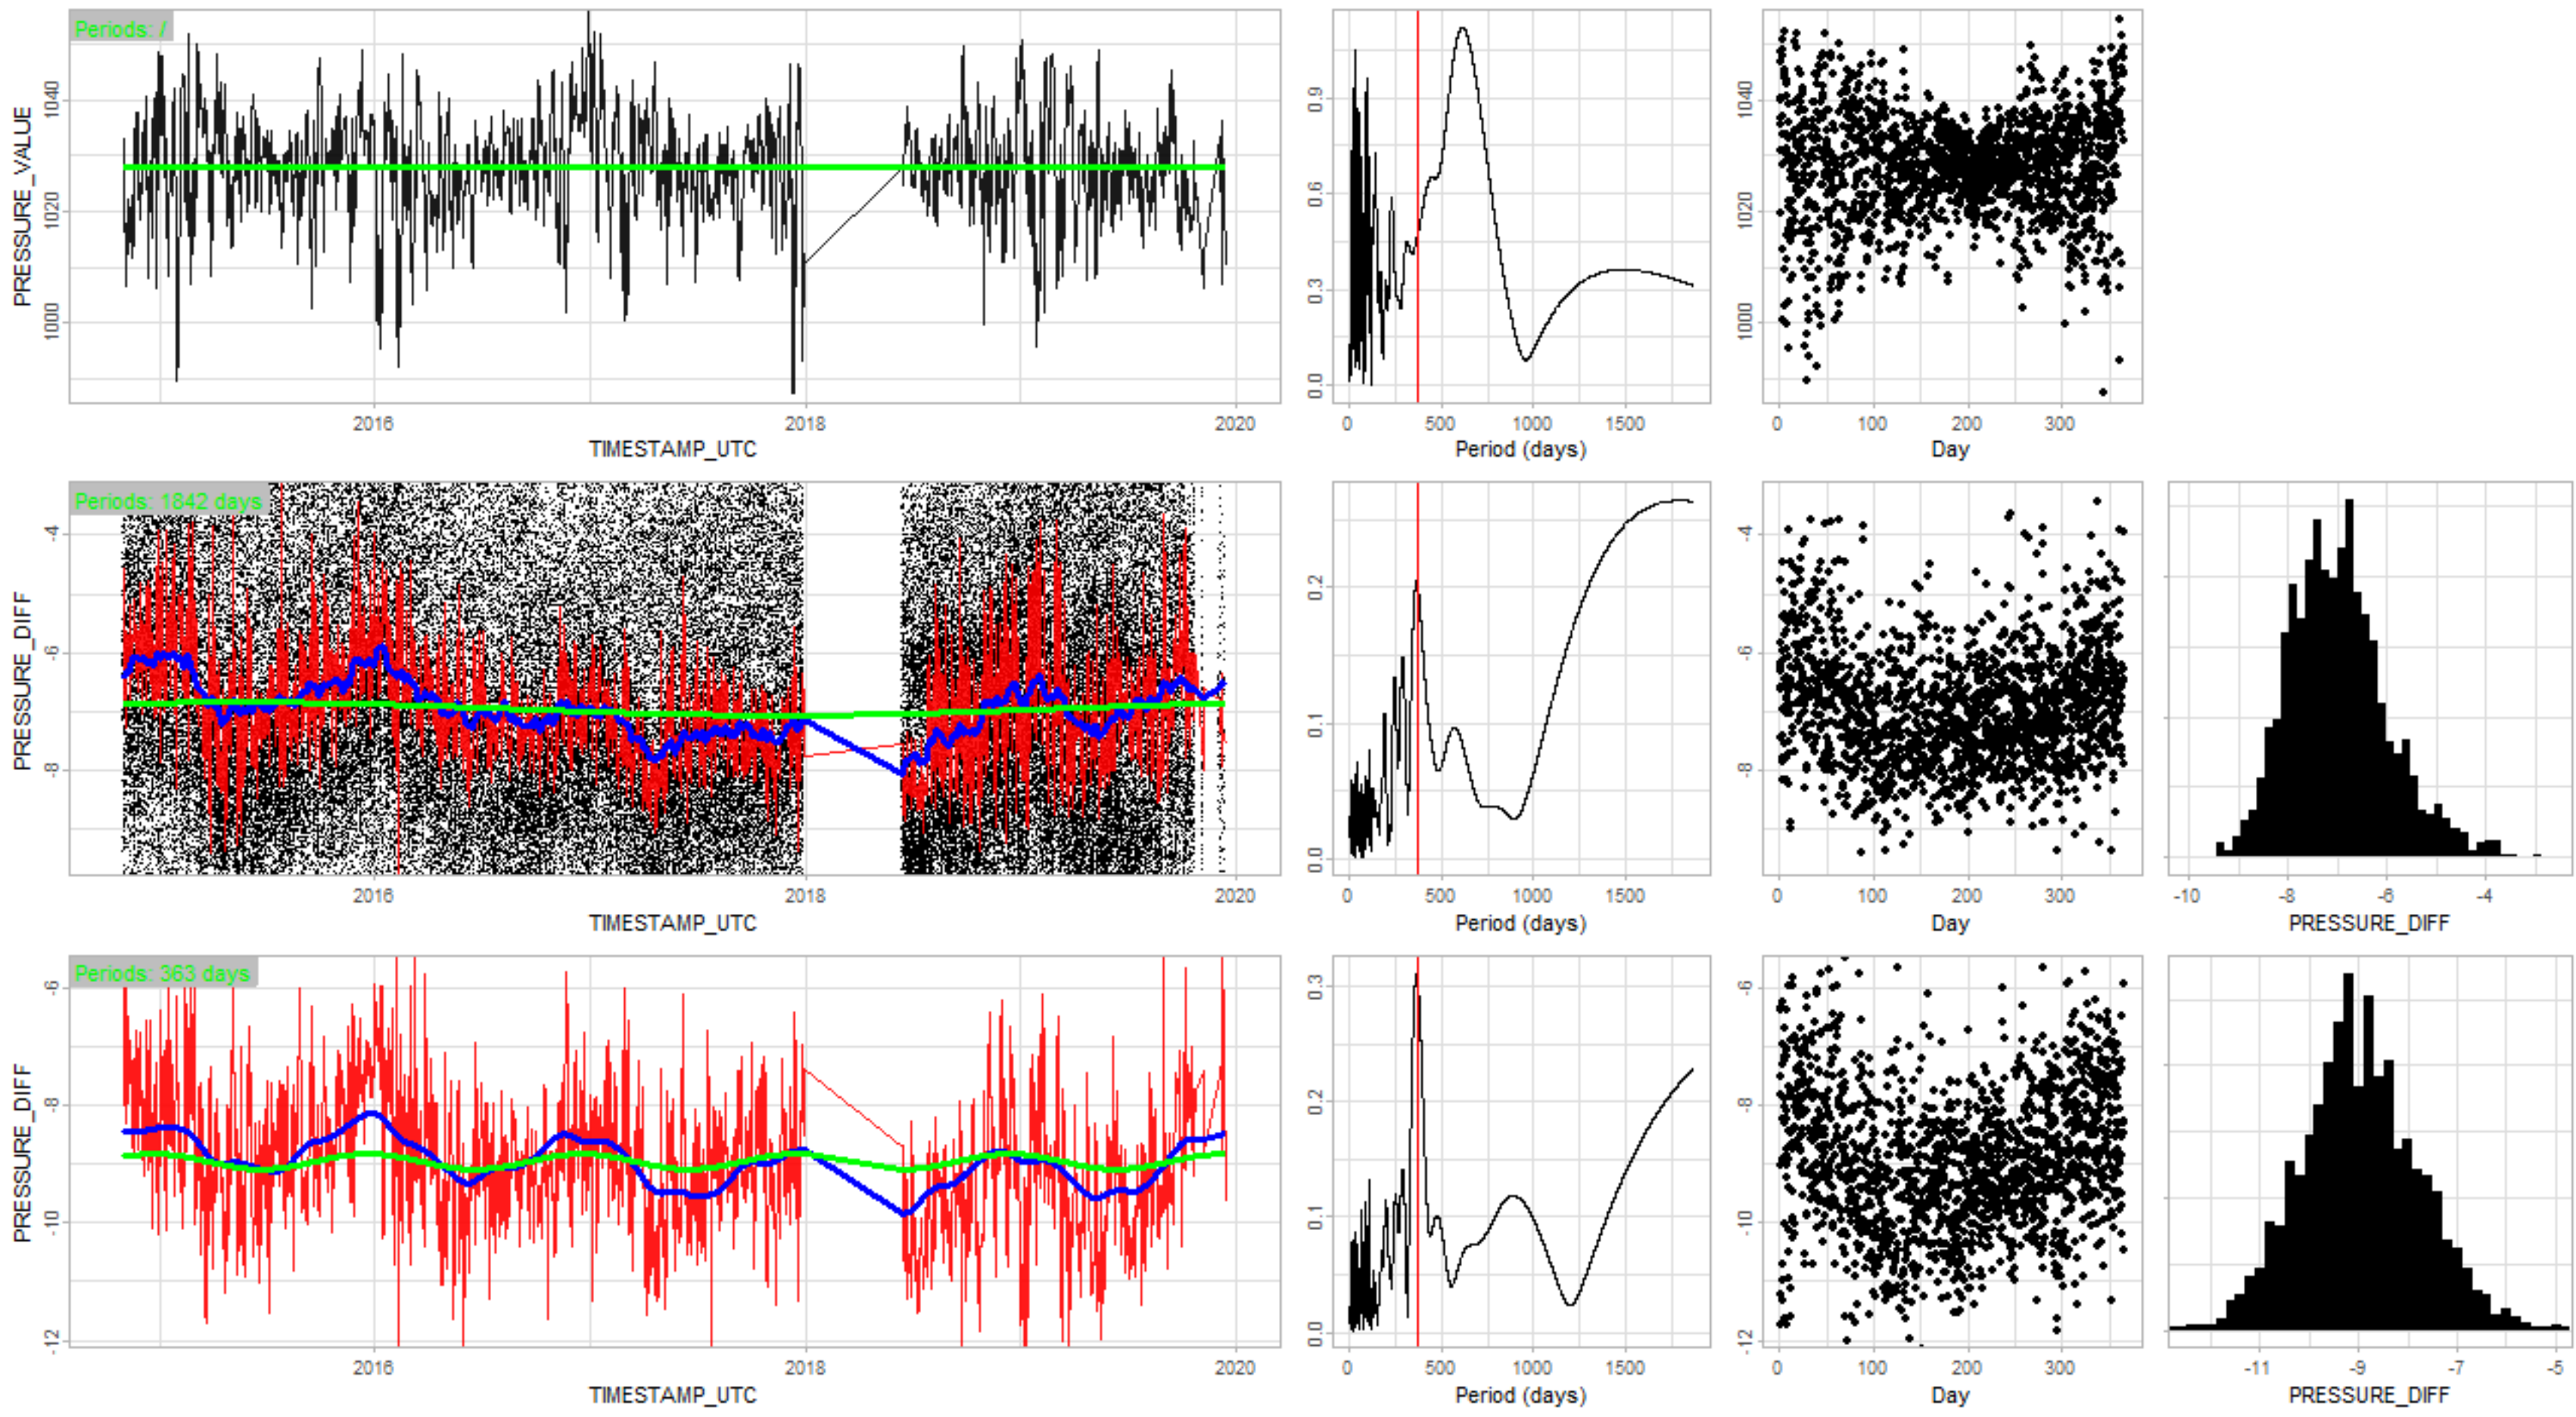 Periods: /
PRESSURE_VALUE
1000 1020 1040
2016 2018 2020
TIMESTAMP_UTC
0.0 0.3 0.6 0.9
0 500 1000 1500
Period (days)
1000 1020 1040
0 100 200 300
Day
Periods: 1842 days
PRESSURE_DIFF
-8 -6 -4
2016 2018 2020
TIMESTAMP_UTC
0.0 0.1 0.2
0 500 1000 1500
Period (days)
-8 -6 -4
0 100 200 300
Day
-10 -8 -6 -4
PRESSURE_DIFF
Periods: 363 days
PRESSURE_DIFF
-12 -10 -8 -6
2016 2018 2020
TIMESTAMP_UTC
0.0 0.1 0.2 0.3
0 500 1000 1500
Period (days)
-12 -10 -8 -6
0 100 200 300
Day
-11 -9 -7 -5
PRESSURE_DIFF